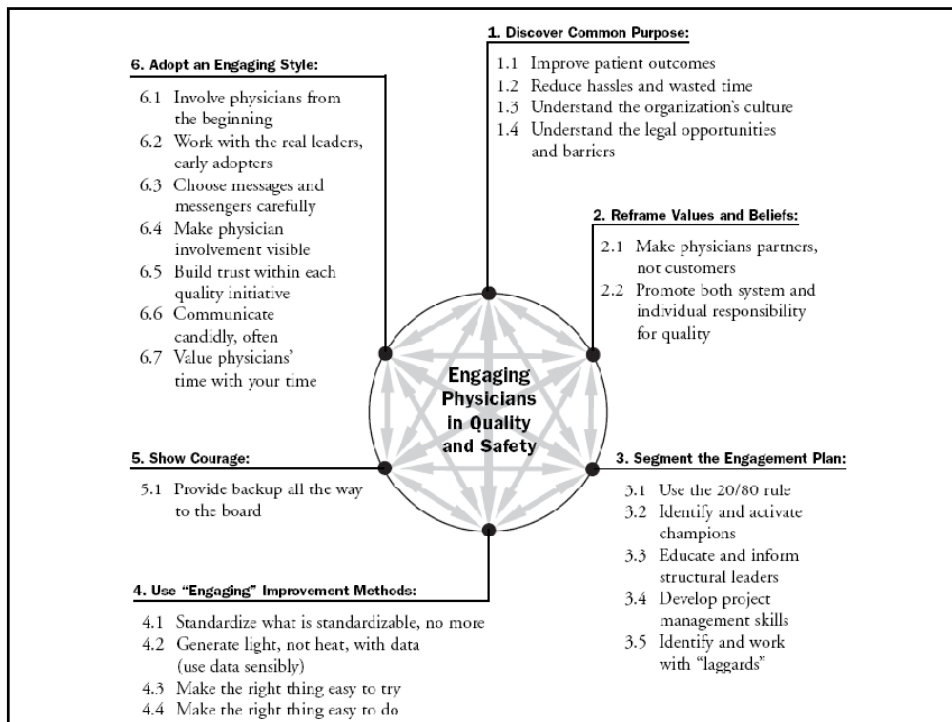 1. Discover Common Purpose:
1.1 Improve patient outcomes
1.2 Reduce hassles and wasted time
1.3 Understand the organization's culture
1.4 Understand the legal opportunities
and barriers
2. Reframe Values and Beliefs:
2.1 Make physicians partners,
not customers
2.2 Promote both system and
individual responsibility
for quality
3. Segment the Engagement Plan:
3.1 Use the 20/80 rule
3.2 Identify and activate
champions
3.3 Educate and inform
structural leaders
3.4 Develop project
management skills
3.5 Identify and work
with "laggards"
4. Use "Engaging" Improvement Methods:
4.1 Standardize what is standardizable, no more
4.2 Generate light, not heat, with data
(use data sensibly)
4.3 Make the right thing easy to try
4.4 Make the right thing easy to do
5. Show Courage:
5.1 Provide backup all the way
to the board
6. Adopt an Engaging Style:
6.1 Involve physicians from
the beginning
6.2 Work with the real leaders,
early adopters
6.3 Choose messages and
messengers carefully
6.4 Make physician
involvement visible
6.5 Build trust within each
quality initiative
6.6 Communicate
candidly, often
6.7 Value physicians'
time with your time
Engaging
Physicians
in Quality
and Safety